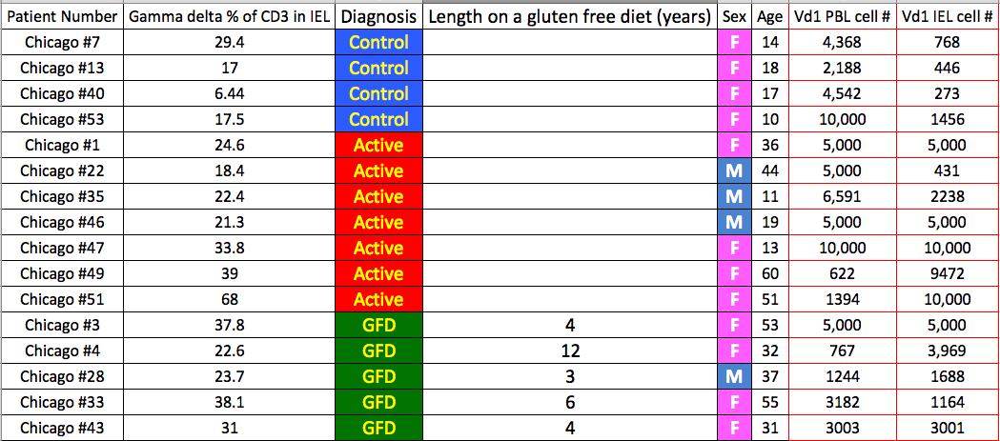 Patient Number Gamma delta % of CD3 in IEL Diagnosis Length on a gluten free diet (years) Sex Age Vd1 PBL cell # Vd1 IEL cell #
Chicago #7 29.4 Control F 14 4,368 768
Chicago #13 17 Control F 18 2,188 446
Chicago #40 6.44 Control F 17 4,542 273
Chicago #53 17.5 Control F 10 10,000 1456
Chicago #1 24.6 Active F 36 5,000 5,000
Chicago #22 18.4 Active M 44 5,000 431
Chicago #35 22.4 Active M 11 6,591 2238
Chicago #46 21.3 Active M 19 5,000 5,000
Chicago #47 33.8 Active F 13 10,000 10,000
Chicago #49 39 Active F 60 622 9472
Chicago #51 68 Active F 51 1394 10,000
Chicago #3 37.8 GFD 4 F 53 5,000 5,000
Chicago #4 22.6 GFD 12 F 32 767 3,969
Chicago #28 23.7 GFD 3 M 37 1244 1688
Chicago #33 38.1 GFD 6 F 55 3182 1164
Chicago #43 31 GFD 4 F 31 3003 3001